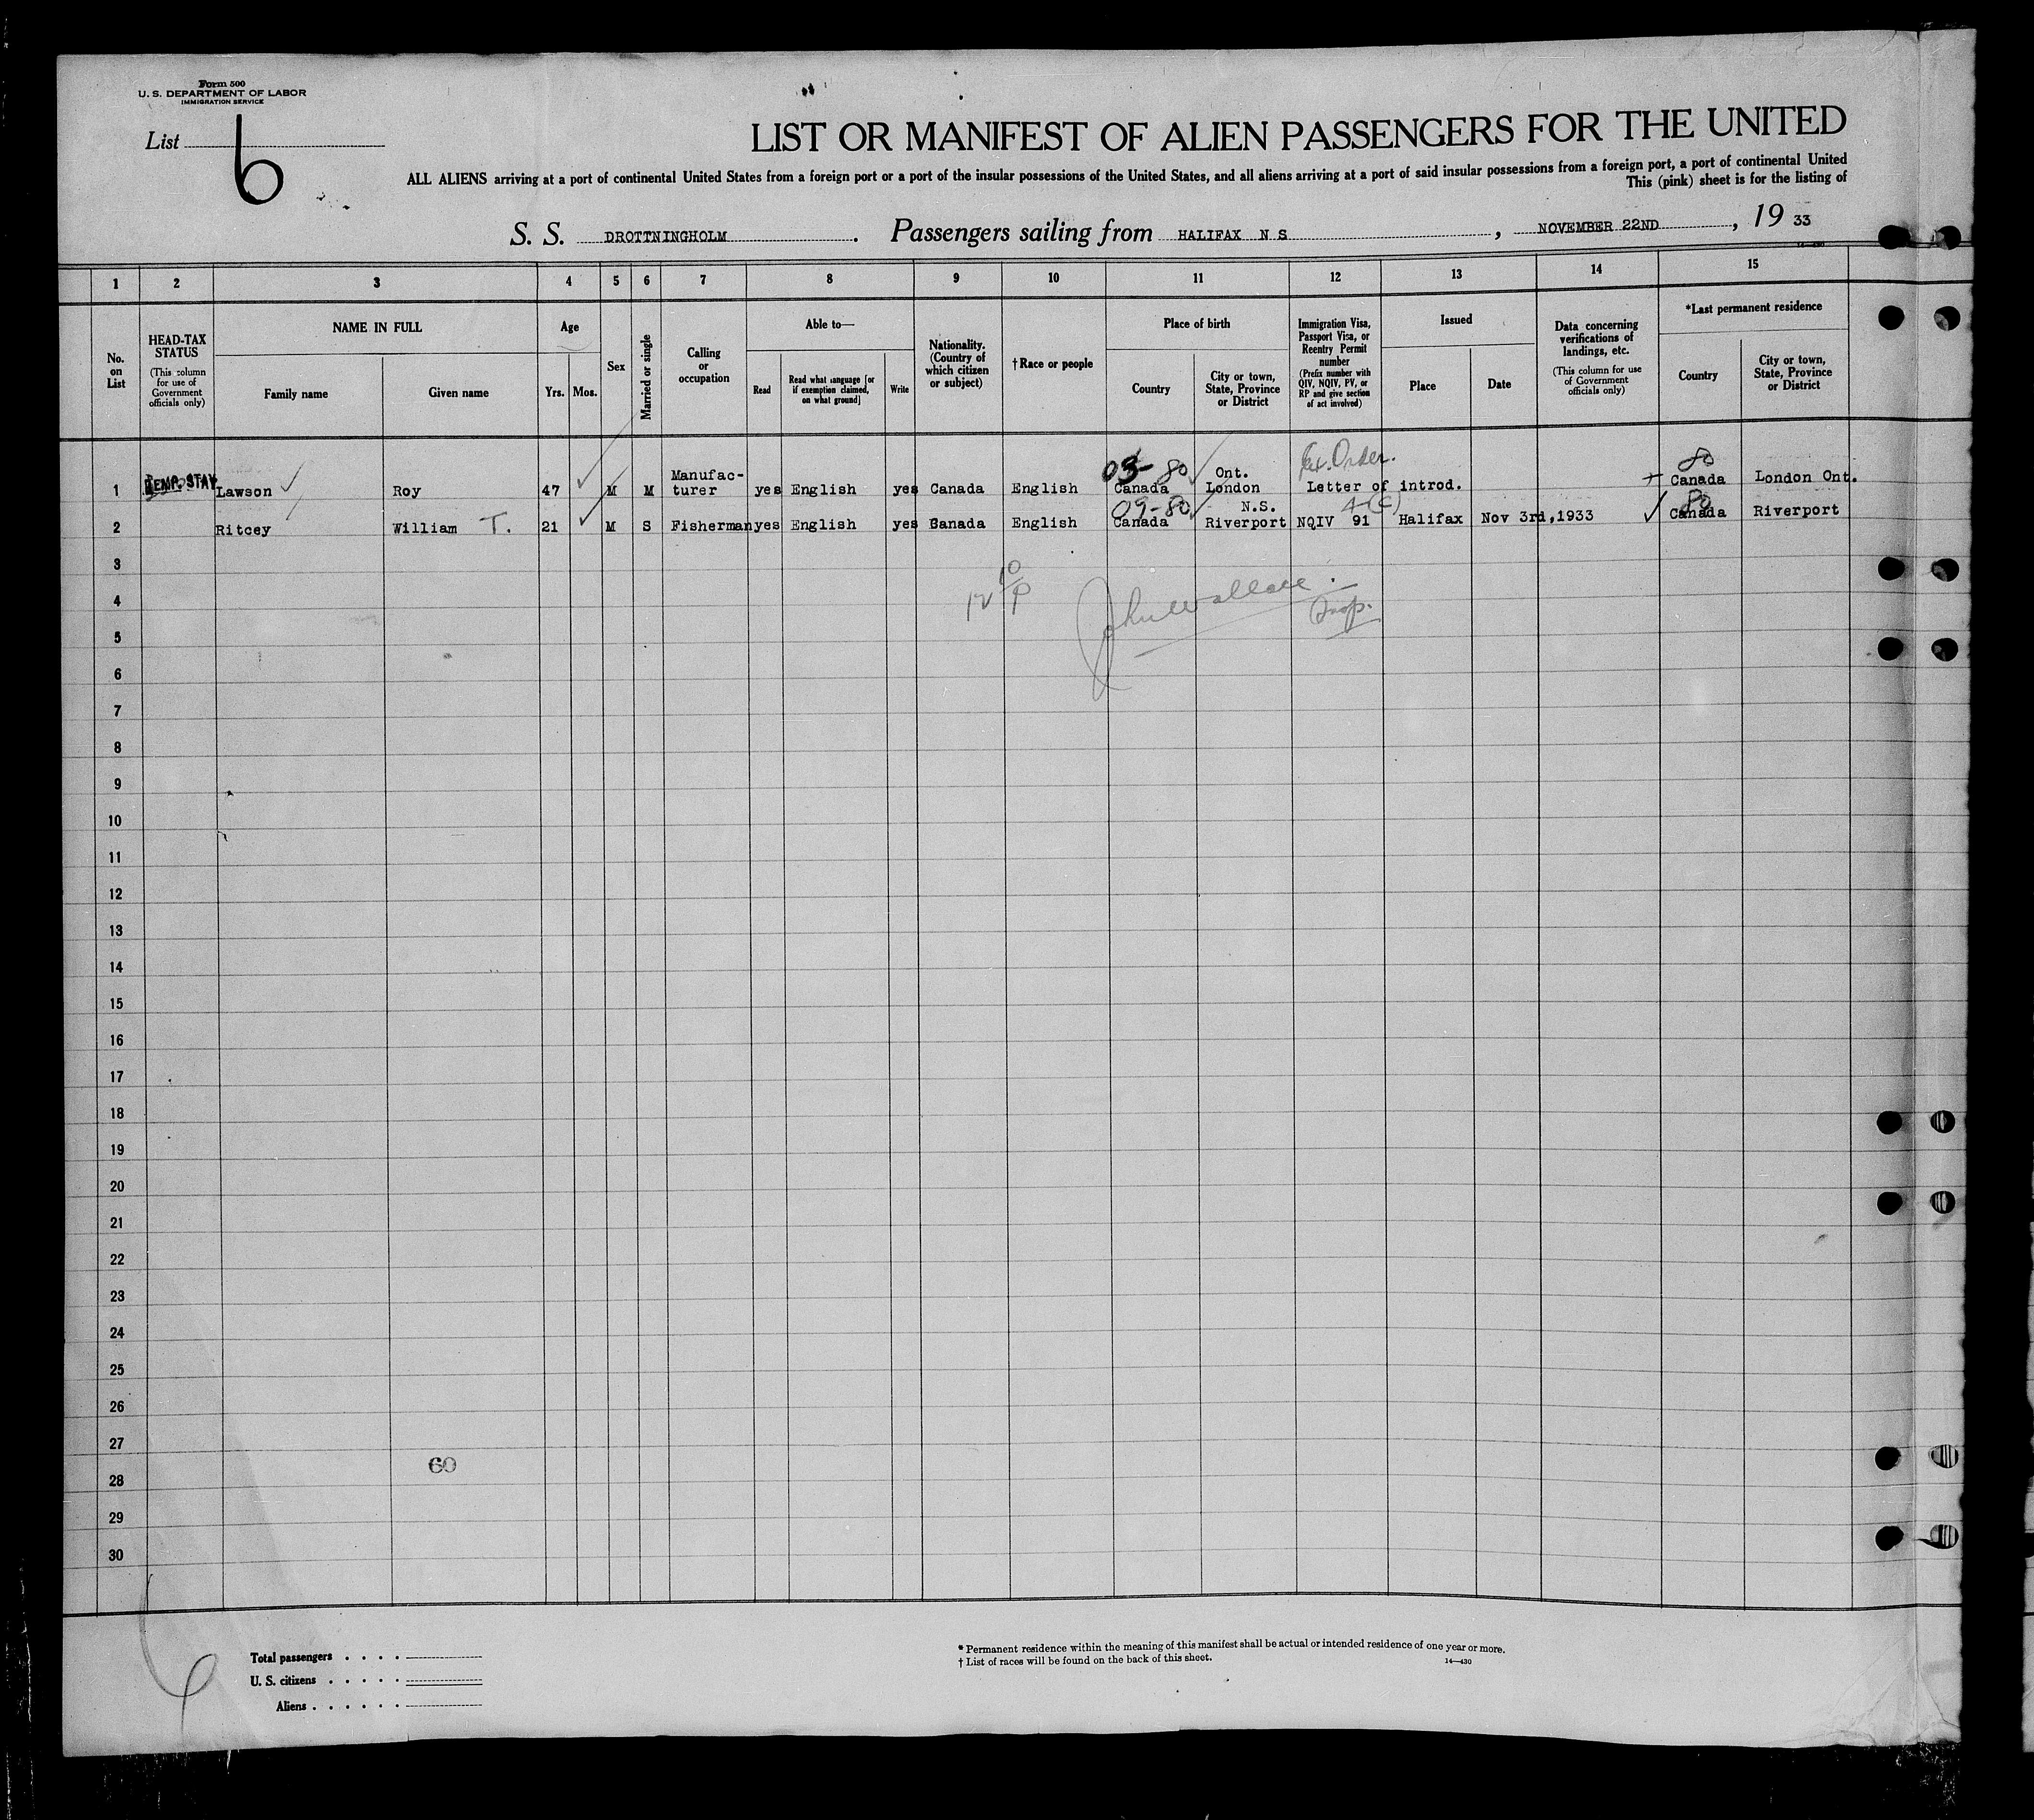 Form 500
U. S. DEPARTMENT OF LABOR
IMMIGRATION SERVICE
List 6
LIST OR MANIFEST OF ALIEN PASSENGERS FOR THE UNITED
ALL ALIENS arriving at a port of continental United States from a foreign port or a port of the insular possessions of the United States, and all aliens arriving at a port of said insular possessions from a foreign port, a port of continental United
This (pink) sheet is for the listing of
S. S. DROTTNINGHOLM. Passengers sailing from HALIFAX N S, NOVEMBER 22ND, 19 33
1 2 3 4 5 6 7 8 9 10 11 12 13 14 15
No. on List
HEAD-TAX STATUS
(This column for use of Government officials only)
NAME IN FULL
Family name
Given name
Age
Yrs.
Mos.
Sex
Married or single
Calling or occupation
Able to—
Read
Read what language [or if exemption claimed, on what ground]
Write
Nationality. (Country of which citizen or subject)
†Race or people
Place of birth
Country
City or town, State, Province or District
Immigration Visa, Passport Visa, or Reentry Permit number
(Prefix number with QIV, NQIV, PV, or RP and give section of act involved)
Issued
Place
Date
Data concerning verifications of landings, etc.
(This column for use of Government officials only)
*Last permanent residence
Country
City or town, State, Province or District
03- 80 Ex. Order. 80
1 TEMP. STAY Lawson Roy 47 M M Manufac-turer yes English yes Canada English Canada Ont. London Letter of introd. Canada London Ont.
09-80 4-(c) 80
2 Ritcey William T. 21 M S Fisherman yes English yes Canada English Canada N.S. Riverport NQIV 91 Halifax Nov 3rd,1933 Canada Riverport
3
4 John Wallace. Insp.
5
6
7
8
9
10
11
12
13
14
15
16
17
18
19
20
21
22
23
24
25
26
27
60
28
29
30
Total passengers . . . .
U. S. citizens . . . . .
Aliens . . . . . .
* Permanent residence within the meaning of this manifest shall be actual or intended residence of one year or more.
† List of races will be found on the back of this sheet.
14—430